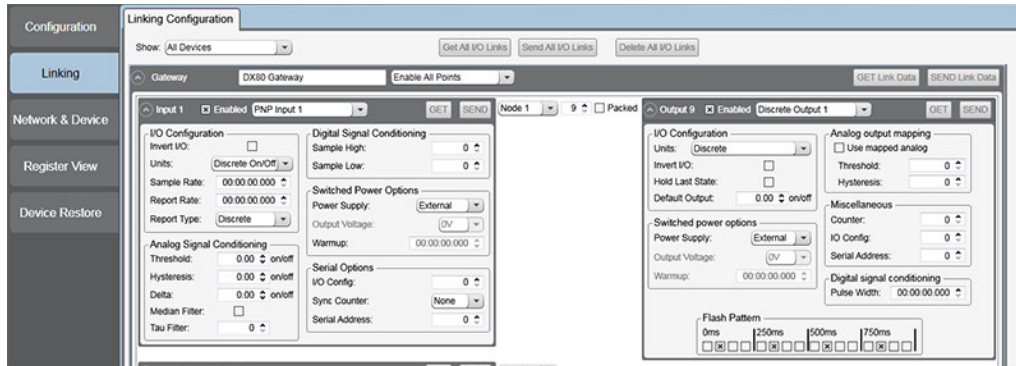 Configuration
Linking
Network & Device
Register View
Device Restore
Linking Configuration
Show: All Devices
Get All I/O Links Send All I/O Links Delete All I/O Links
Gateway DX80 Gateway Enable All Points GET Link Data SEND Link Data
Input 1 Enabled PNP Input 1 GET SEND
I/O Configuration
Invert I/O:
Units: Discrete On/Off
Sample Rate: 00:00:00.000
Report Rate: 00:00:00.000
Report Type: Discrete
Analog Signal Conditioning
Threshold: 0.00 on/off
Hysteresis: 0.00 on/off
Delta: 0.00 on/off
Median Filter:
Tau Filter: 0
Digital Signal Conditioning
Sample High: 0
Sample Low: 0
Switched Power Options
Power Supply: External
Output Voltage: 0V
Warmup: 00:00:00.000
Serial Options
I/O Config: 0
Sync Counter: None
Serial Address: 0
Node 1 9 Packed
Output 9 Enabled Discrete Output 1 GET SEND
I/O Configuration
Units: Discrete
Invert I/O:
Hold Last State:
Default Output: 0.00 on/off
Switched power options
Power Supply: External
Output Voltage: 0V
Warmup: 00:00:00.000
Analog output mapping
Use mapped analog
Threshold: 0
Hysteresis: 0
Miscellaneous
Counter: 0
IO Config: 0
Serial Address: 0
Digital signal conditioning
Pulse Width: 00:00:00.000
Flash Pattern
0ms 250ms 500ms 750ms